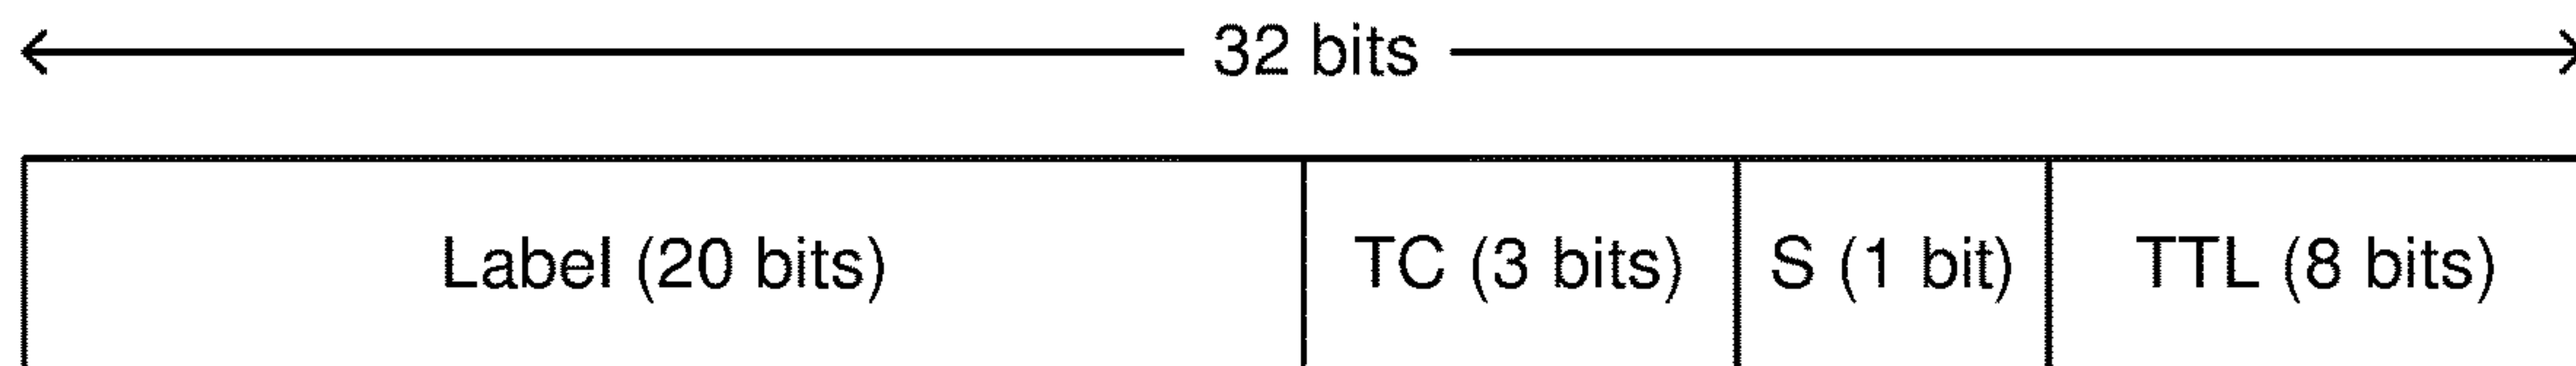 32 bits
Label (20 bits) TC (3 bits) S (1 bit) TTL (8 bits)